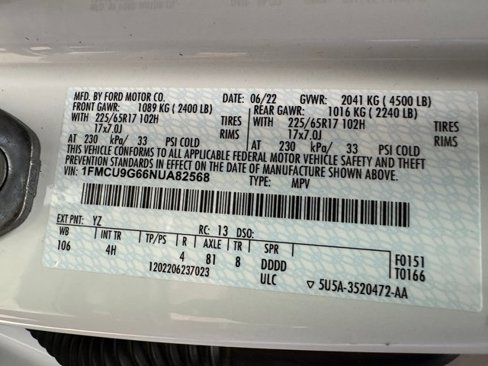 MFD. BY FORD MOTOR CO. 06/22 GVWR: 2041 KG ( 4500 LB)
FRONT GAWR: 1089 KG ( 2400 LB) REAR GAWR: 1016 KG ( 2240 LB)
WITH 225/65R17 102H TIRES WITH 225/65R17 102H TIRES
17x7.0J RIMS 17x7.0J RIMS
AT 230 kPa/ 33 PSI COLD AT 230 kPa/ 33 PSI COLD
THIS VEHICLE CONFORMS TO ALL APPLICABLE FEDERAL MOTOR VEHICLE SAFETY AND THEFT
PREVENTION STANDARDS IN EFFECT ON THE DATE OF MANUFACTURE SHOWN ABOVE.
VIN: 1FMCU9G66NUA82568 TYPE: MPV
EXT PNT: YZ RC: 13 DSO:
WB INT TR TP/PS R AXLE TR SPR
106 4H 4 81 8 DDDD F0151
1202206237023 ULC T0166
▽ 5U5A-3520472-AA